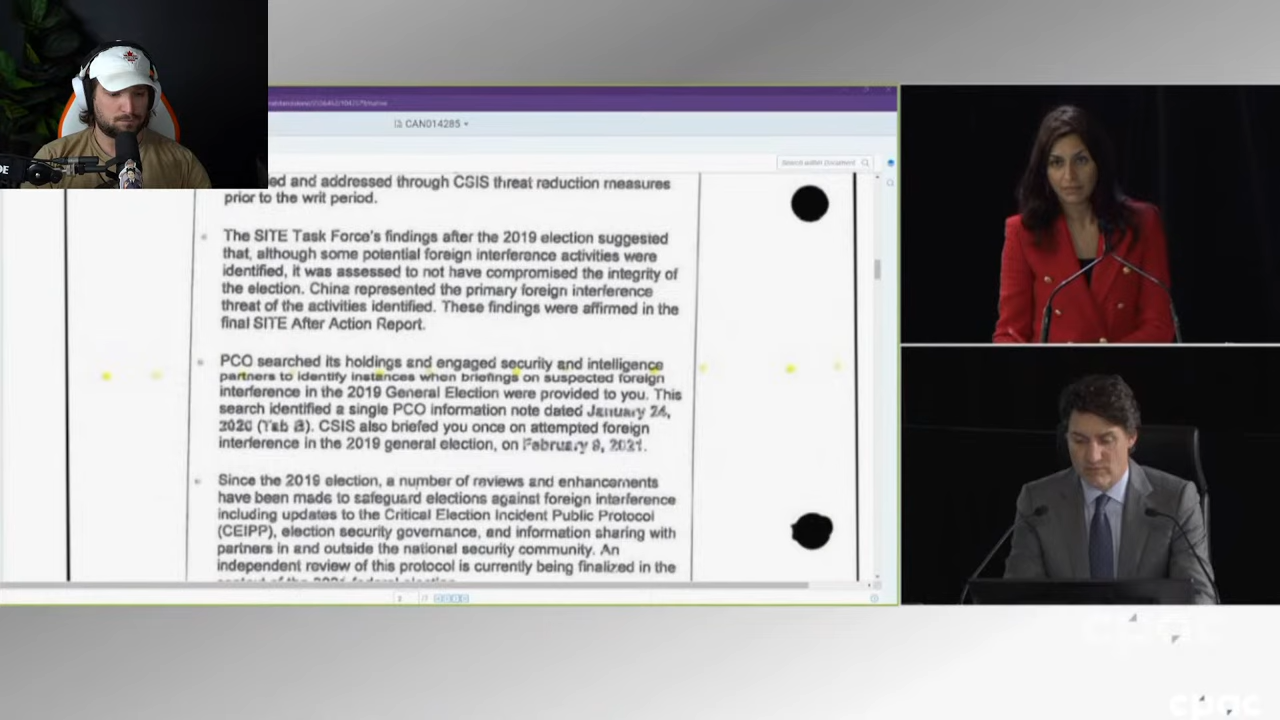 CAN014285
Search within Document
ed and addressed through CSIS threat reduction measures
prior to the writ period.
The SITE Task Force's findings after the 2019 election suggested
that, although some potential foreign interference activities were
identified, it was assessed to not have compromised the integrity of
the election. China represented the primary foreign interference
threat of the activities identified. These findings were affirmed in the
final SITE After Action Report.
PCO searched its holdings and engaged security and intelligence
partners to identify instances when briefings on suspected foreign
interference in the 2019 General Election were provided to you. This
search identified a single PCO information note dated January 24,
2020 (Tab B). CSIS also briefed you once on attempted foreign
interference in the 2019 general election, on February 9, 2021.
Since the 2019 election, a number of reviews and enhancements
have been made to safeguard elections against foreign interference
including updates to the Critical Election Incident Public Protocol
(CEIPP), election security governance, and information sharing with
partners in and outside the national security community. An
independent review of this protocol is currently being finalized in the
cpac
cpac